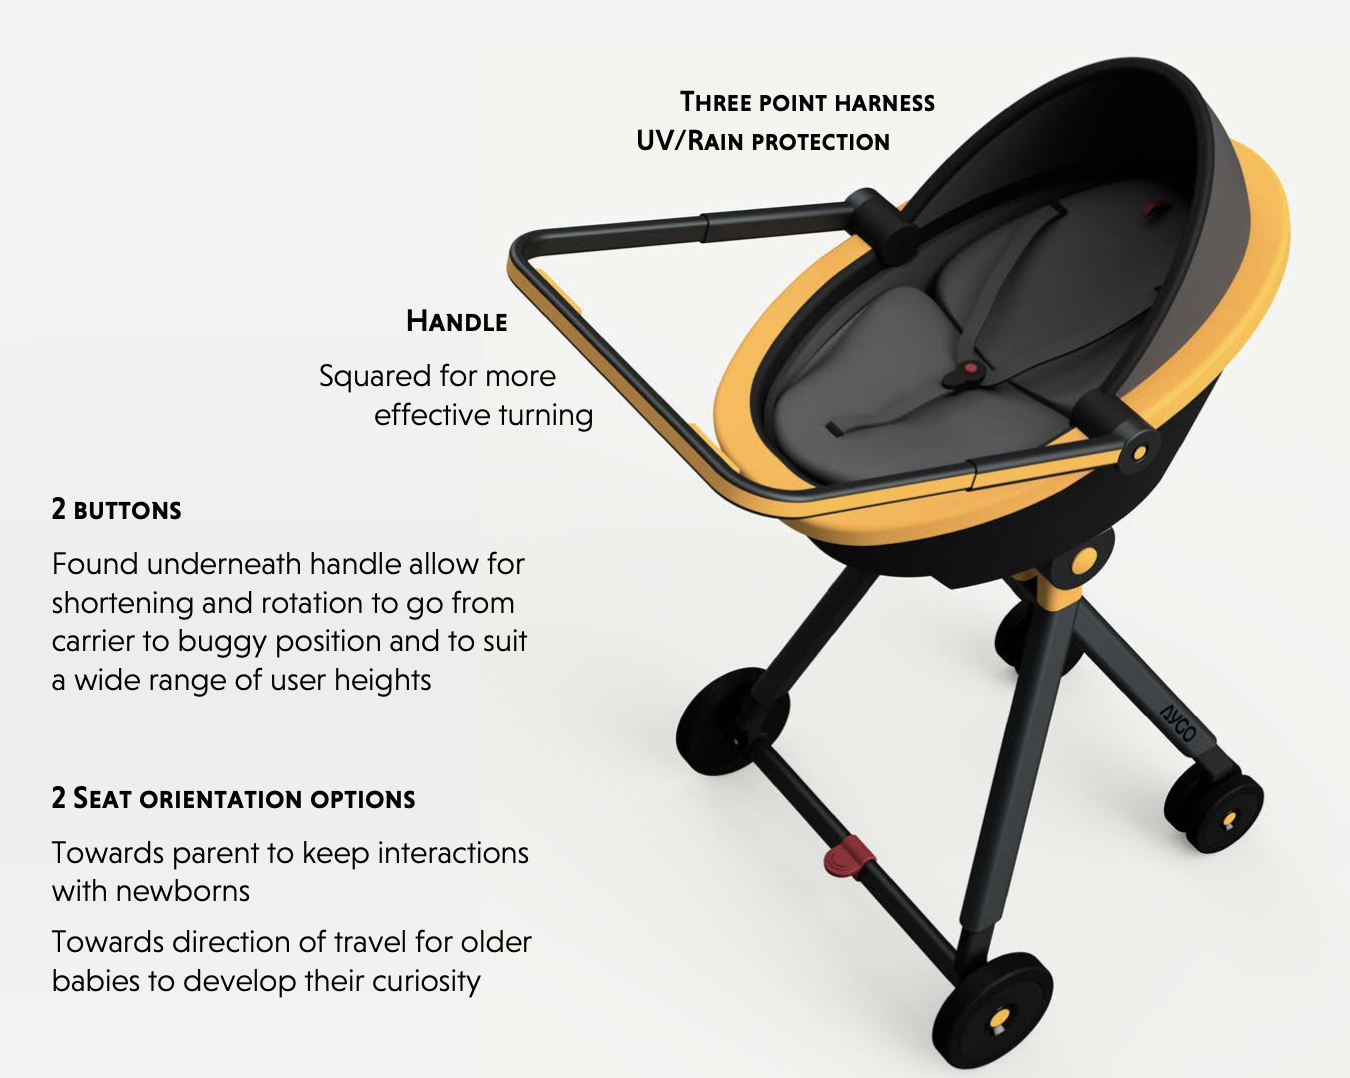 Three point harness
UV/Rain protection
Handle
Squared for more
effective turning
2 buttons
Found underneath handle allow for
shortening and rotation to go from
carrier to buggy position and to suit
a wide range of user heights
2 Seat orientation options
Towards parent to keep interactions
with newborns
Towards direction of travel for older
babies to develop their curiosity
AYGO